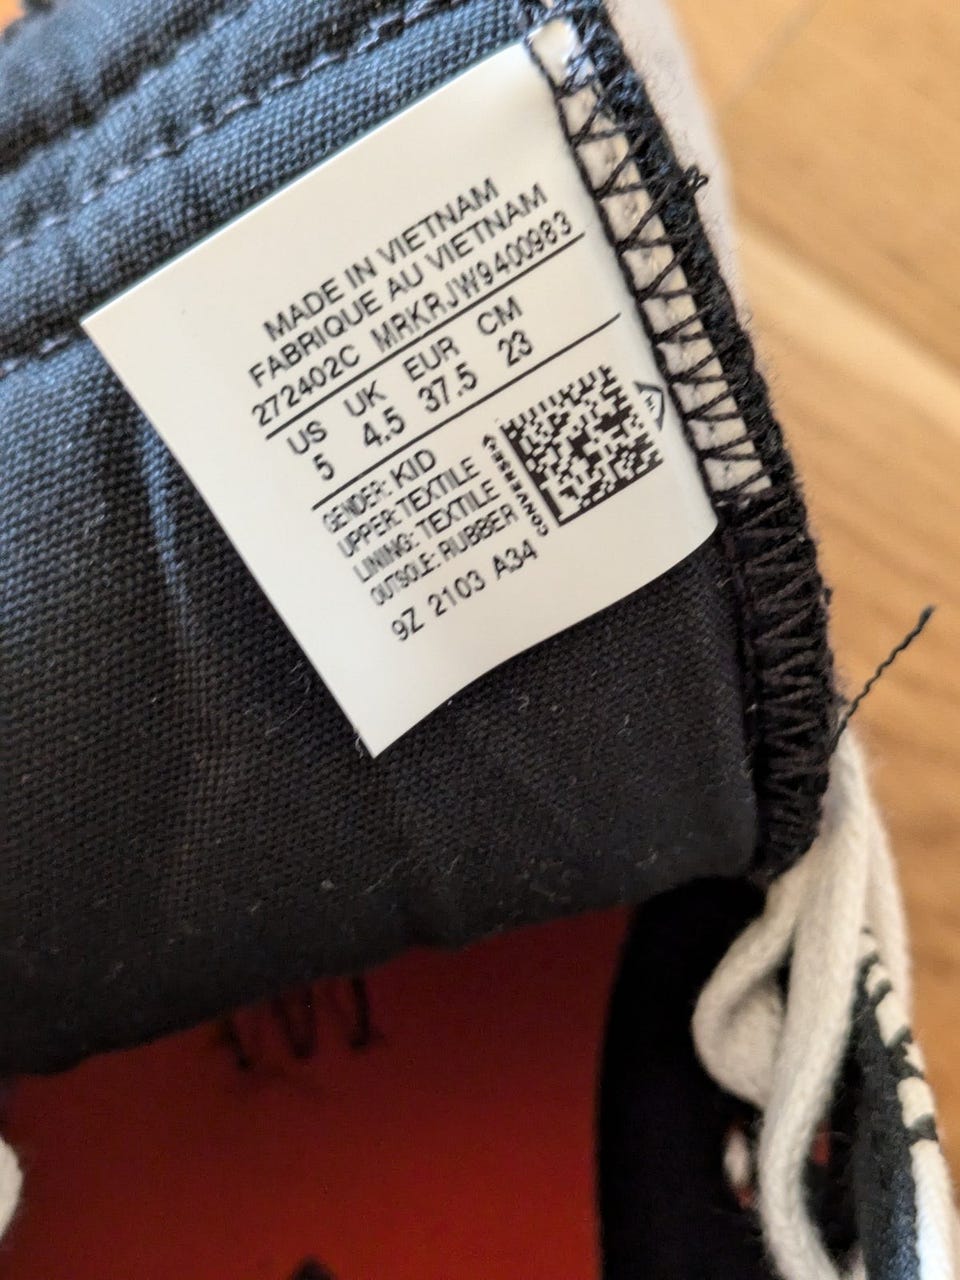 MADE IN VIETNAM
FABRIQUE AU VIETNAM
272402C MRKRJW9400983
US UK EUR CM
5 4.5 37.5 23
GENDER: KID
UPPER: TEXTILE
LINING: TEXTILE
OUTSOLE: RUBBER
CONVERSE
9Z 2103 A34